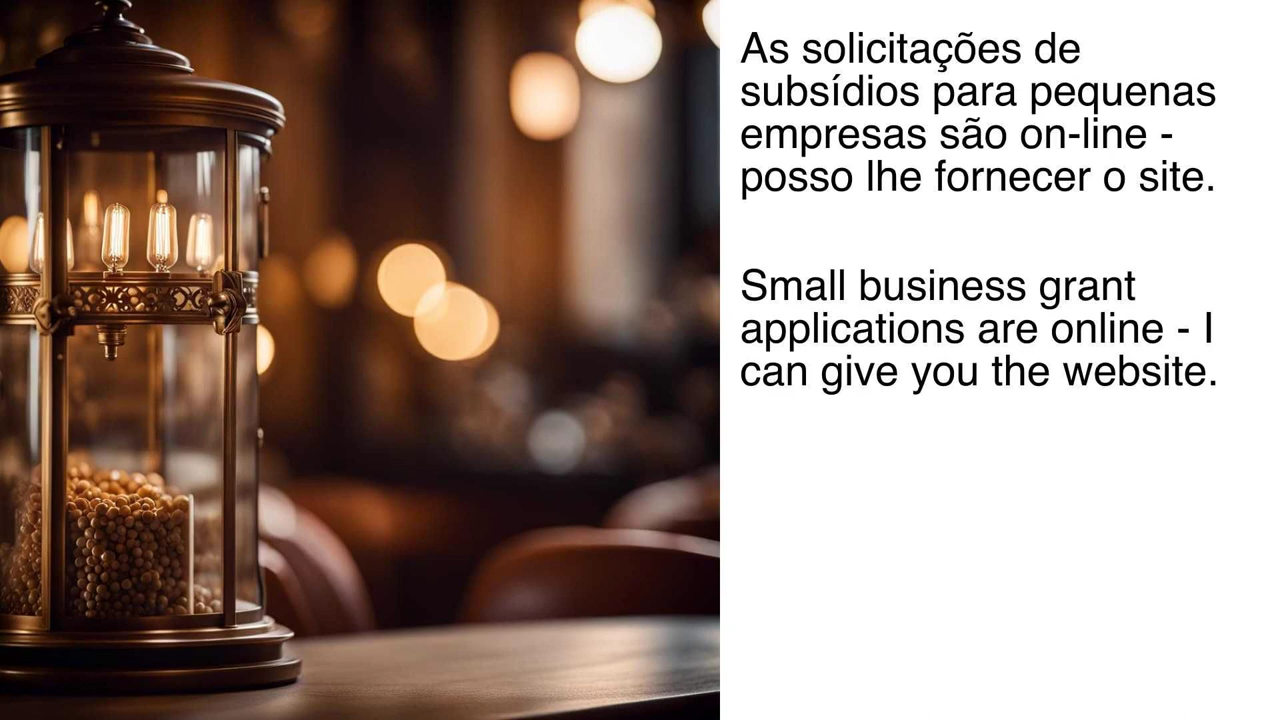 As solicitações de
subsídios para pequenas
empresas são on-line -
posso lhe fornecer o site.
Small business grant
applications are online - I
can give you the website.